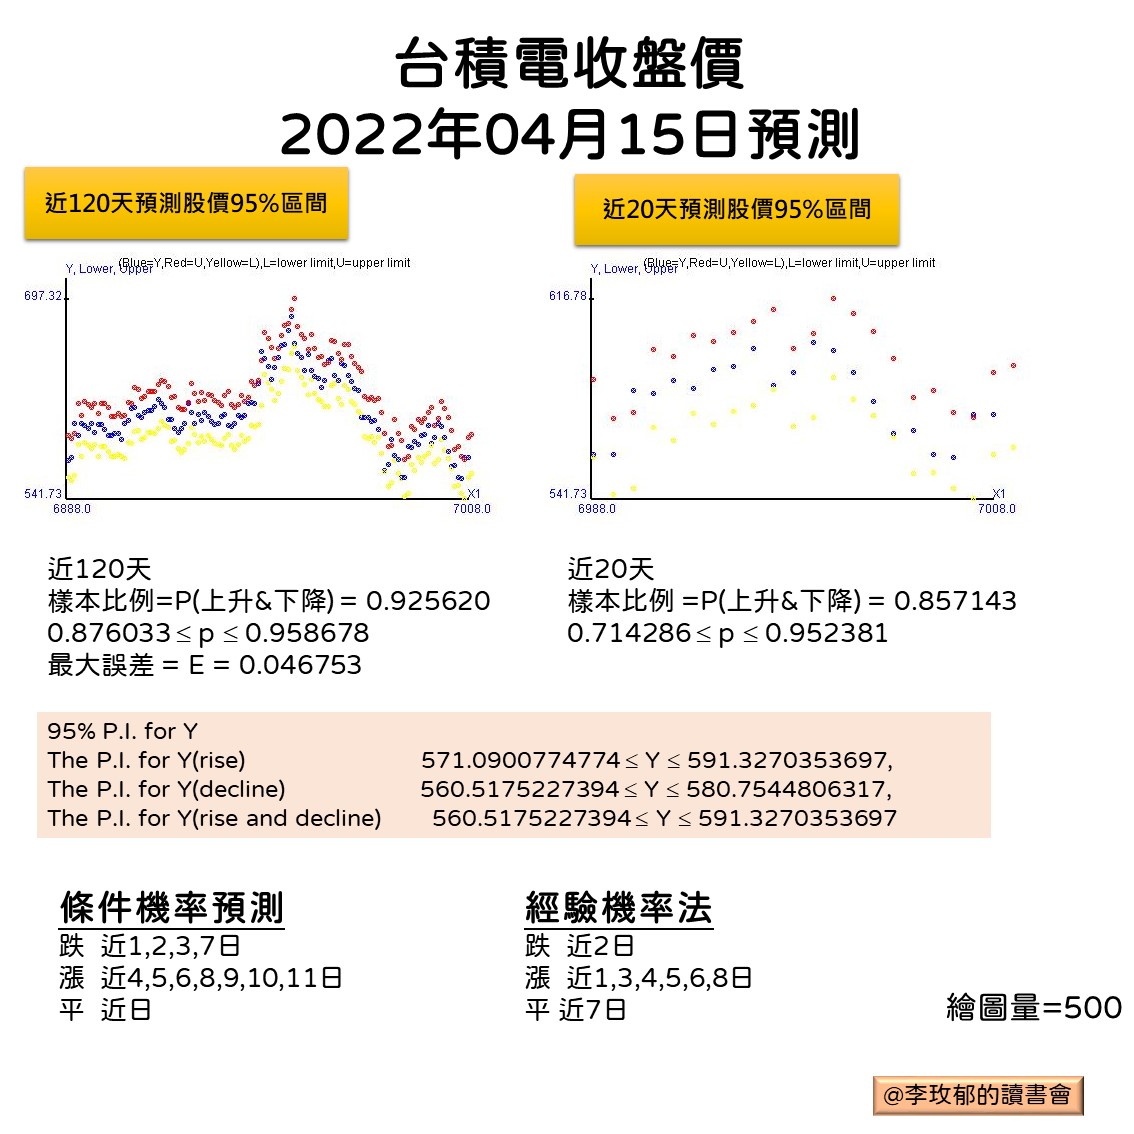 台積電收盤價
2022年04月15日預測
近120天預測股價95%區間
近20天預測股價95%區間
Y, Lower, Upper
(Blue=Y,Red=U,Yellow=L),L=lower limit,U=upper limit
697.32
541.73
6888.0
X1
7008.0
Y, Lower, Upper
(Blue=Y,Red=U,Yellow=L),L=lower limit,U=upper limit
616.78
541.73
6988.0
X1
7008.0
近120天
樣本比例=P(上升&下降) = 0.925620
0.876033 ≤ p ≤ 0.958678
最大誤差 = E = 0.046753
近20天
樣本比例 =P(上升&下降) = 0.857143
0.714286 ≤ p ≤ 0.952381
95% P.I. for Y
The P.I. for Y(rise) 571.0900774774 ≤ Y ≤ 591.3270353697,
The P.I. for Y(decline) 560.5175227394 ≤ Y ≤ 580.7544806317,
The P.I. for Y(rise and decline) 560.5175227394 ≤ Y ≤ 591.3270353697
條件機率預測
跌 近1,2,3,7日
漲 近4,5,6,8,9,10,11日
平 近日
經驗機率法
跌 近2日
漲 近1,3,4,5,6,8日
平 近7日
繪圖量=500
@李玫郁的讀書會